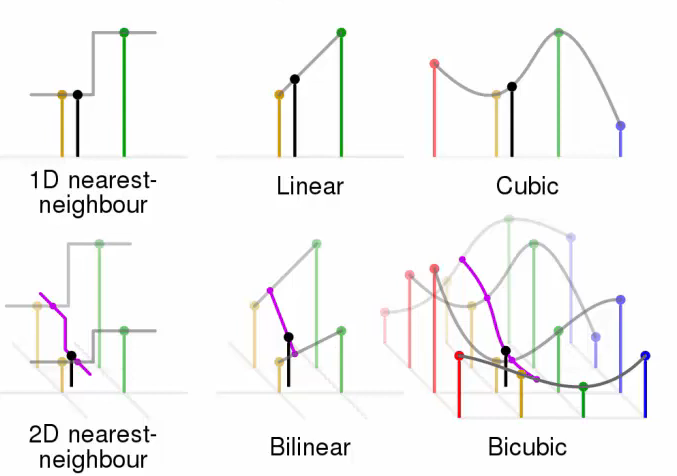 1D nearest-
neighbour
Linear
Cubic
2D nearest-
neighbour
Bilinear
Bicubic